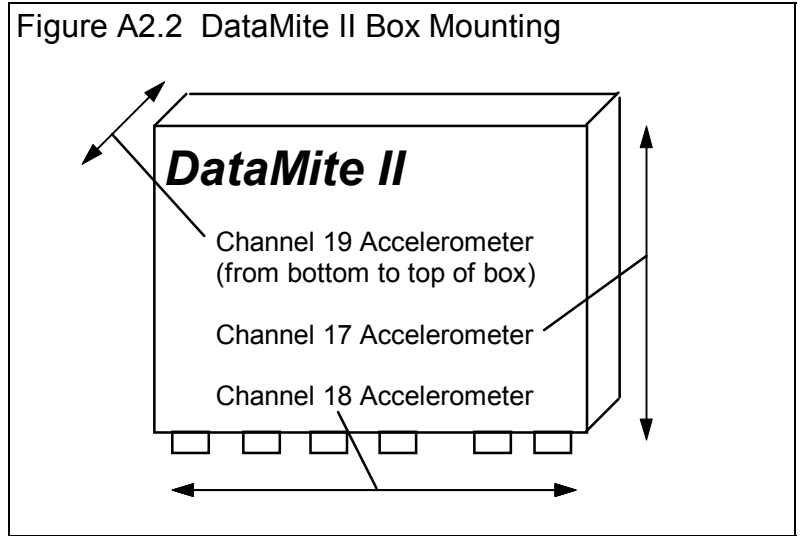 Figure A2.2  DataMite II Box Mounting
DataMite II
Channel 19 Accelerometer
(from bottom to top of box)
Channel 17 Accelerometer
Channel 18 Accelerometer